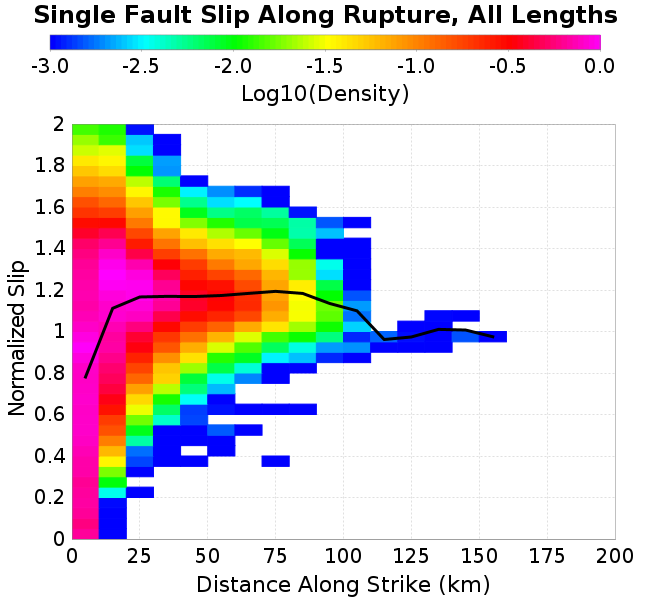 Single Fault Slip Along Rupture, All Lengths
-3.0 -2.5 -2.0 -1.5 -1.0 -0.5 0.0
Log10(Density)
Normalized Slip
2
1.8
1.6
1.4
1.2
1
0.8
0.6
0.4
0.2
0
0 25 50 75 100 125 150 175 200
Distance Along Strike (km)